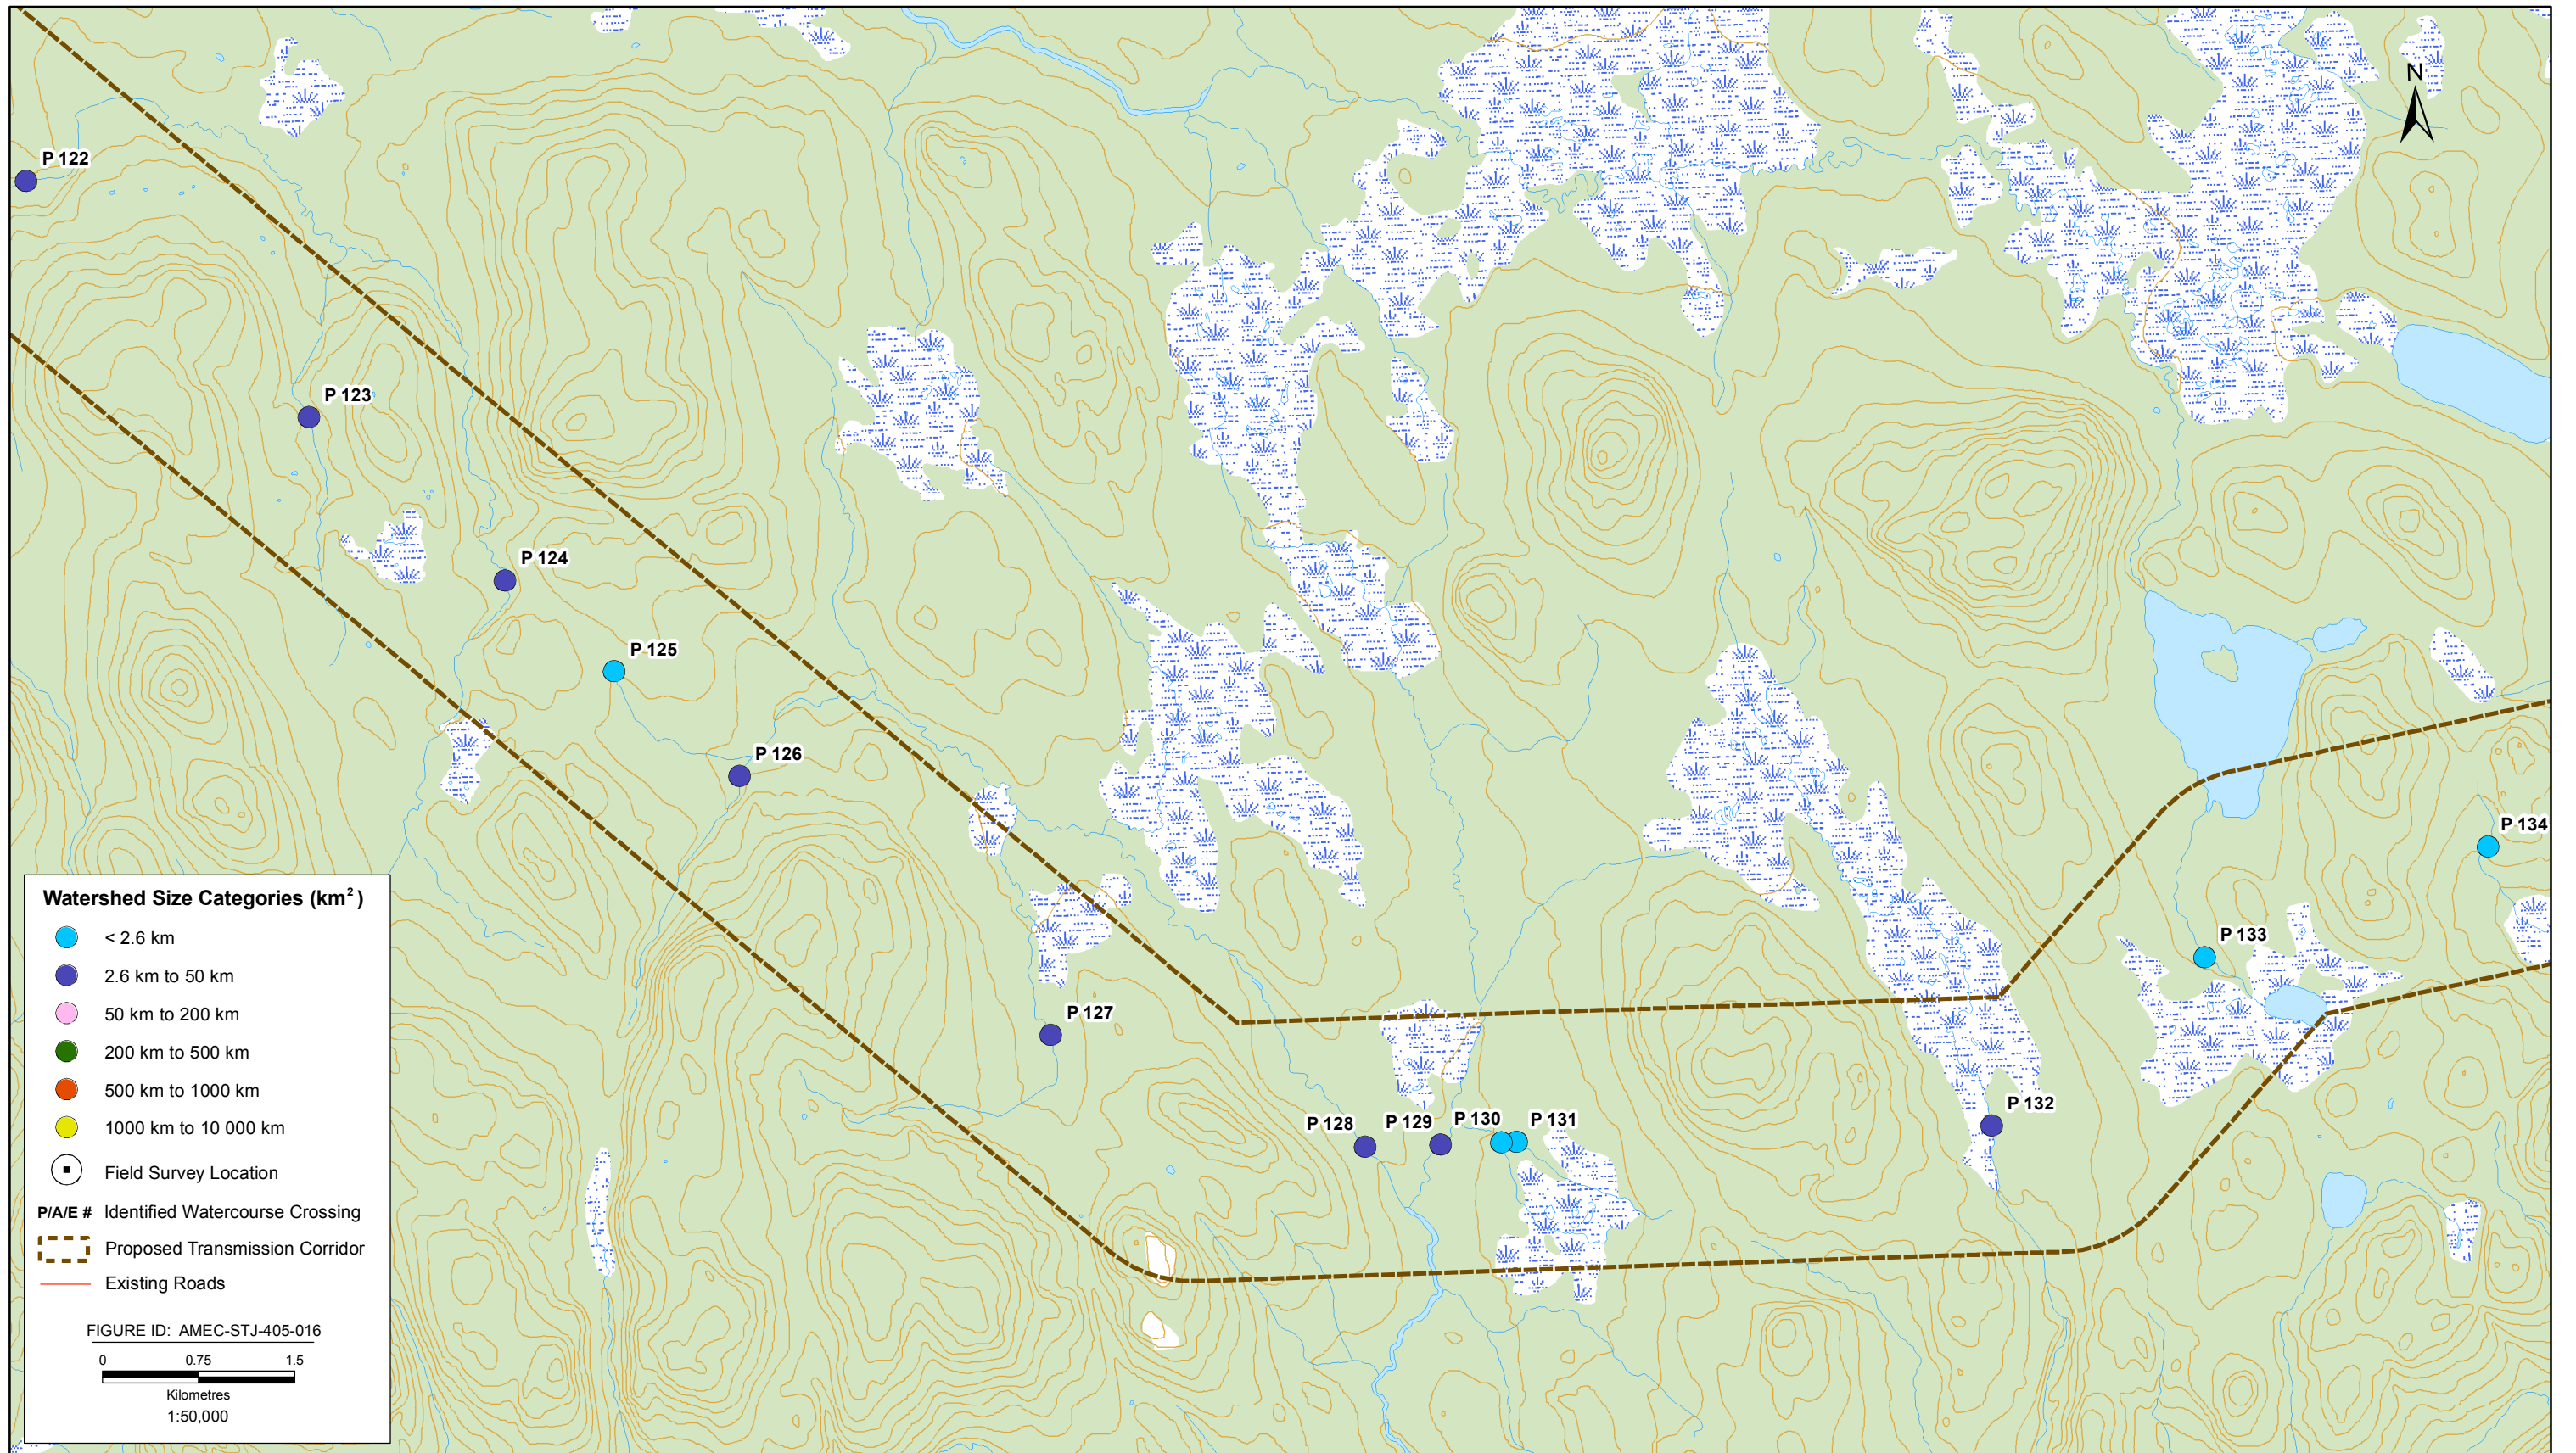 N
P 122
P 123
P 124
P 125
P 126
P 127
P 128
P 129
P 130
P 131
P 132
P 133
P 134
Watershed Size Categories (km²)
< 2.6 km
2.6 km to 50 km
50 km to 200 km
200 km to 500 km
500 km to 1000 km
1000 km to 10 000 km
Field Survey Location
P/A/E # Identified Watercourse Crossing
Proposed Transmission Corridor
Existing Roads
FIGURE ID: AMEC-STJ-405-016
0 0.75 1.5
Kilometres
1:50,000